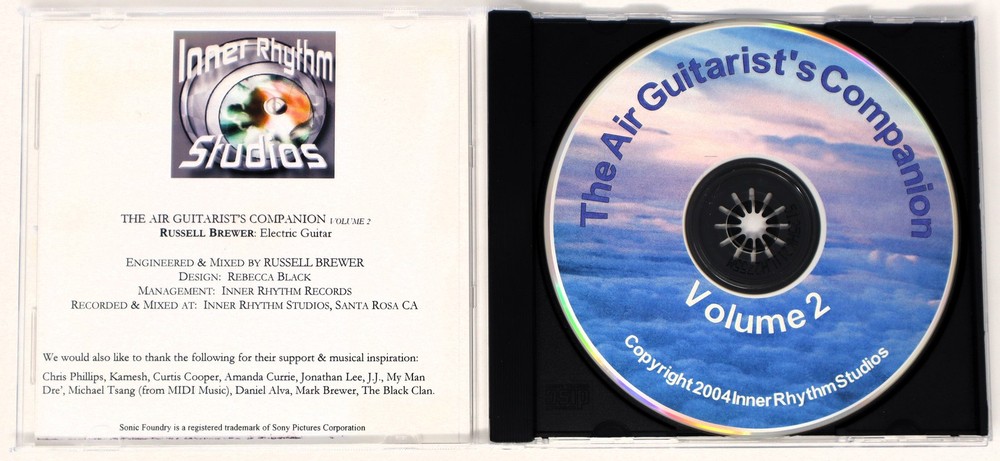 Inner Rhythm
Studios
THE AIR GUITARIST'S COMPANION VOLUME 2
RUSSELL BREWER: Electric Guitar
ENGINEERED & MIXED BY RUSSELL BREWER
DESIGN: REBECCA BLACK
MANAGEMENT: INNER RHYTHM RECORDS
RECORDED & MIXED AT: INNER RHYTHM STUDIOS, SANTA ROSA CA
We would also like to thank the following for their support & musical inspiration:
Chris Phillips, Kamesh, Curtis Cooper, Amanda Currie, Jonathan Lee, J.J., My Man
Dre', Michael Tsang (from MIDI Music), Daniel Alva, Mark Brewer, The Black Clan.
Sonic Foundry is a registered trademark of Sony Pictures Corporation
The Air Guitarist's Companion
Volume 2
Copyright 2004 Inner Rhythm Studios